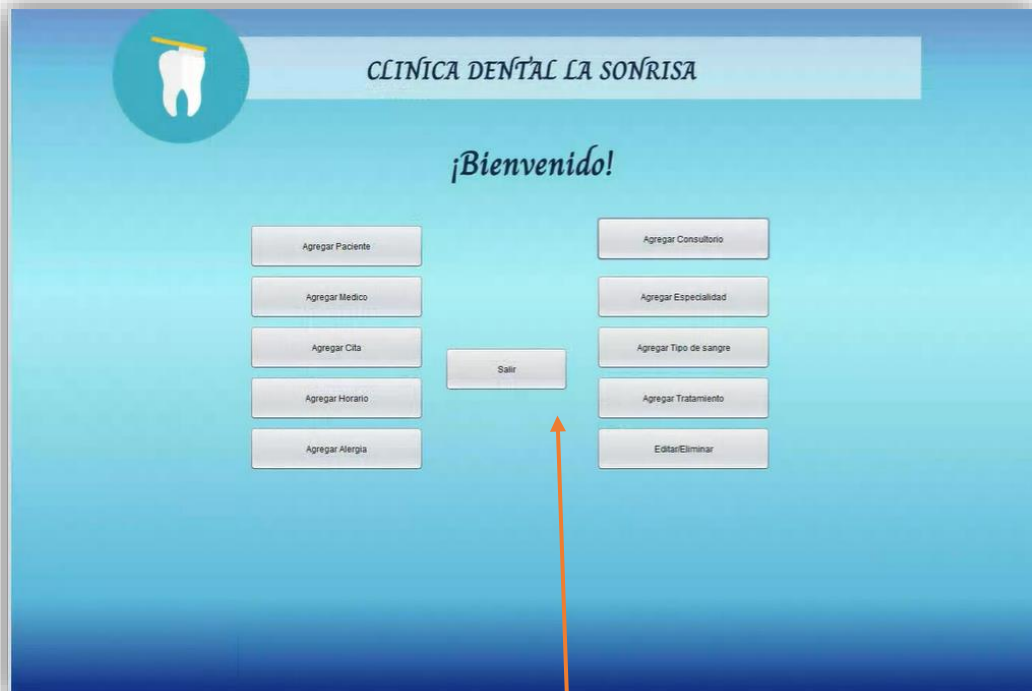 CLINICA DENTAL LA SONRISA
¡Bienvenido!
Agregar Paciente
Agregar Medico
Agregar Cita
Agregar Horario
Agregar Alergia
Salir
Agregar Consultorio
Agregar Especialidad
Agregar Tipo de sangre
Agregar Tratamiento
Editar/Eliminar